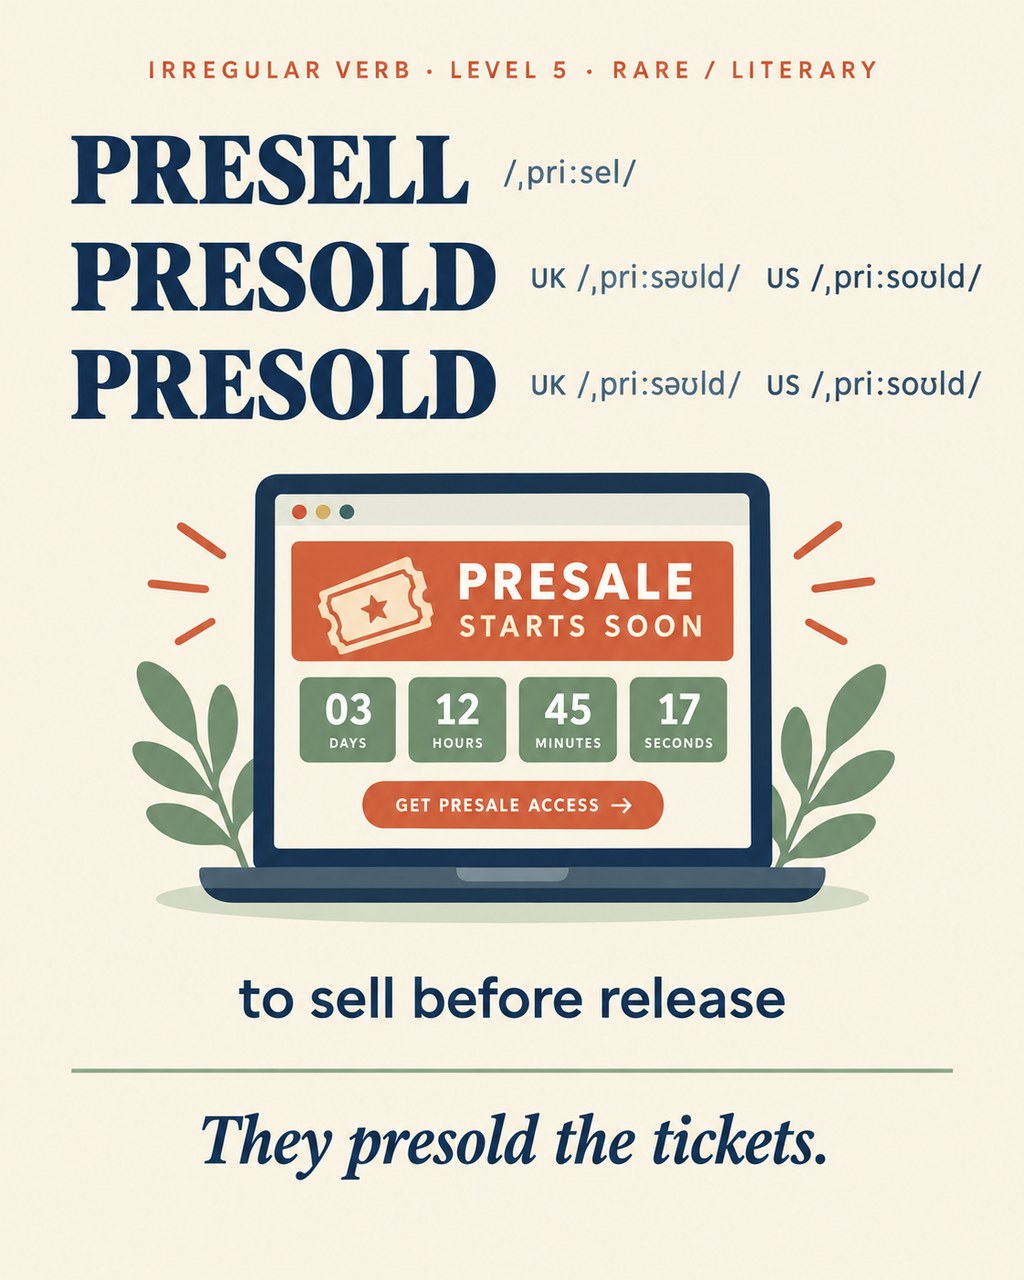 IRREGULAR VERB · LEVEL 5 · RARE / LITERARY
PRESELL /ˌpriːsel/
PRESOLD UK /ˌpriːsəʊld/ US /ˌpriːsoʊld/
PRESOLD UK /ˌpriːsəʊld/ US /ˌpriːsoʊld/
PRESALE
STARTS SOON
03 12 45 17
DAYS HOURS MINUTES SECONDS
GET PRESALE ACCESS →
to sell before release
They presold the tickets.